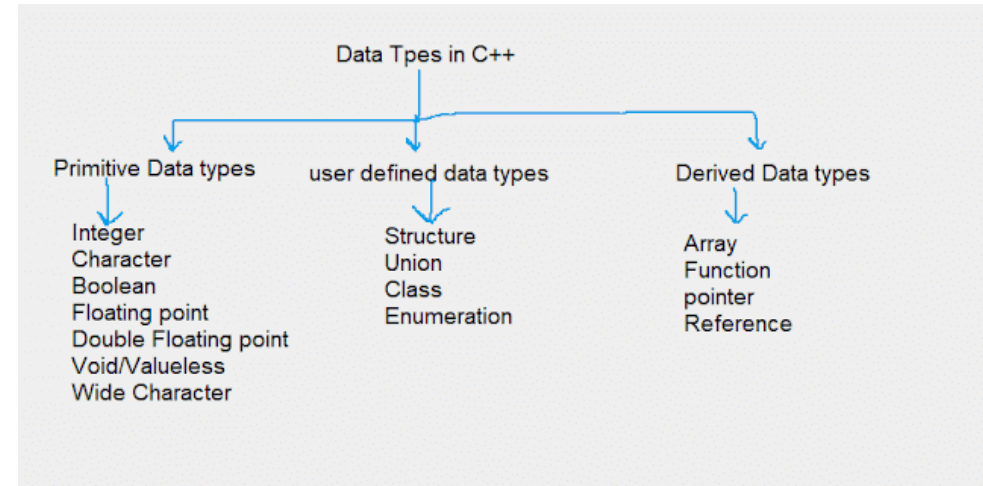 Data Tpes in C++
Primitive Data types
Integer
Character
Boolean
Floating point
Double Floating point
Void/Valueless
Wide Character
user defined data types
Structure
Union
Class
Enumeration
Derived Data types
Array
Function
pointer
Reference